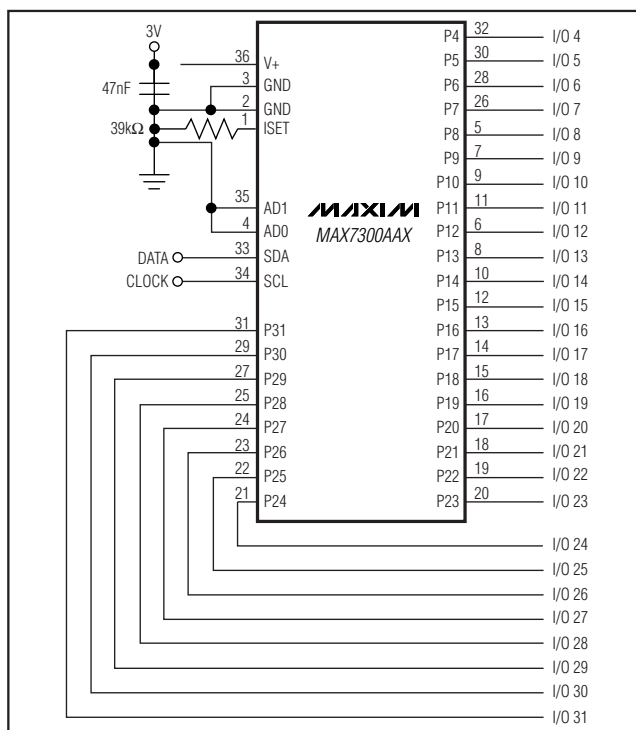 3V
36 V+
47nF
3 GND
2 GND
39kΩ
1 ISET
35 AD1
4 AD0
DATA 33 SDA
CLOCK 34 SCL
31 P31
29 P30
27 P29
25 P28
24 P27
23 P26
22 P25
21 P24
MAXIM
MAX7300AAX
P4 32 I/O 4
P5 30 I/O 5
P6 28 I/O 6
P7 26 I/O 7
P8 5 I/O 8
P9 7 I/O 9
P10 9 I/O 10
P11 11 I/O 11
P12 6 I/O 12
P13 8 I/O 13
P14 10 I/O 14
P15 12 I/O 15
P16 13 I/O 16
P17 14 I/O 17
P18 15 I/O 18
P19 16 I/O 19
P20 17 I/O 20
P21 18 I/O 21
P22 19 I/O 22
P23 20 I/O 23
I/O 24
I/O 25
I/O 26
I/O 27
I/O 28
I/O 29
I/O 30
I/O 31